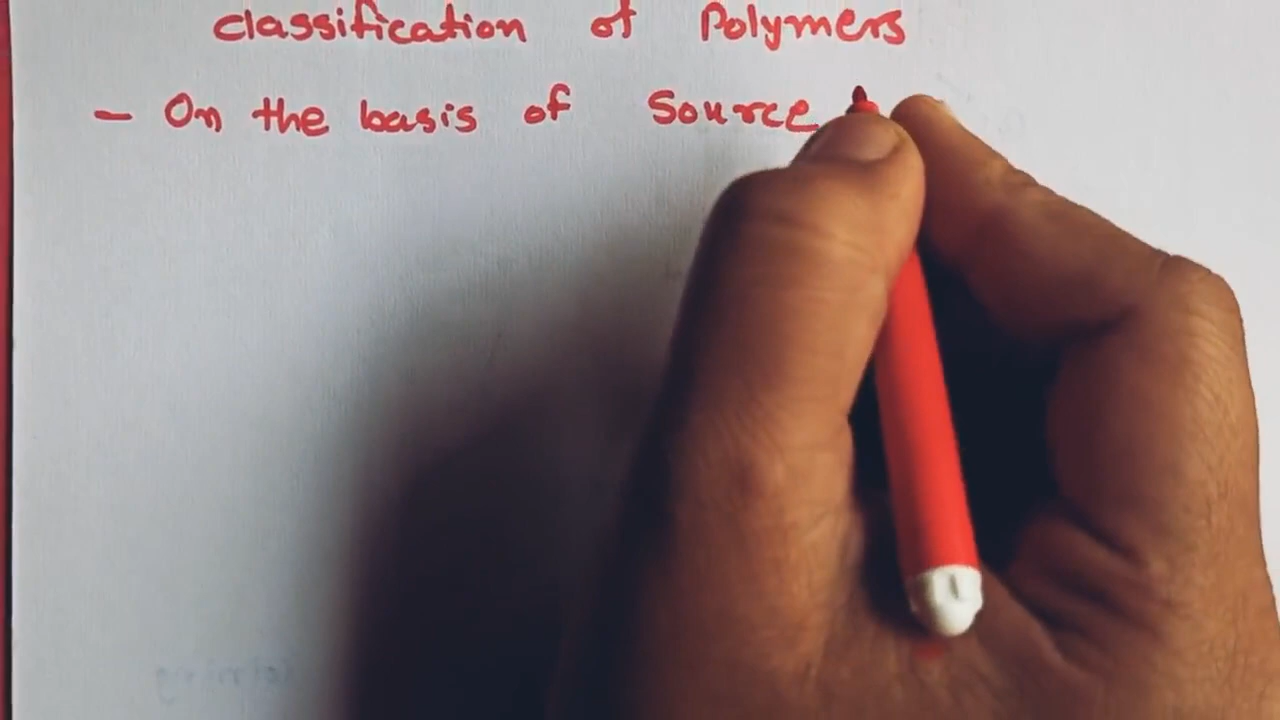 classification of Polymers
- On the basis of Source